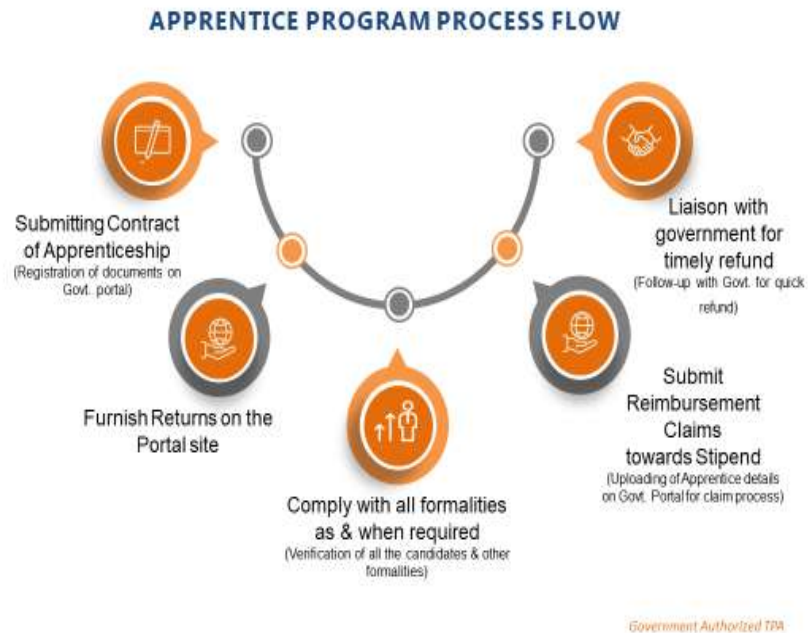 APPRENTICE PROGRAM PROCESS FLOW
Submitting Contract
of Apprenticeship
(Registration of documents on
Govt. portal)
Furnish Returns on the
Portal site
Comply with all formalities
as & when required
(Verification of all the candidates & other
formalities)
Submit
Reimbursement
Claims
towards Stipend
(Uploading of Apprentice details
on Govt. Portal for claim process)
Liaison with
government for
timely refund
(Follow-up with Govt. for quick
refund)
Government Authorized TPA